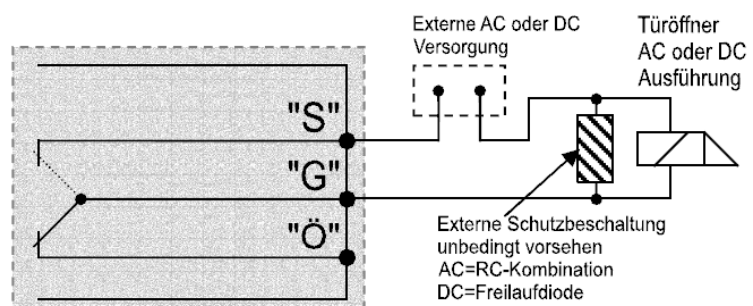 Externe AC oder DC
Versorgung
Türöffner
AC oder DC
Ausführung
"S"
"G"
"Ö"
Externe Schutzbeschaltung
unbedingt vorsehen
AC=RC-Kombination
DC=Freilaufdiode